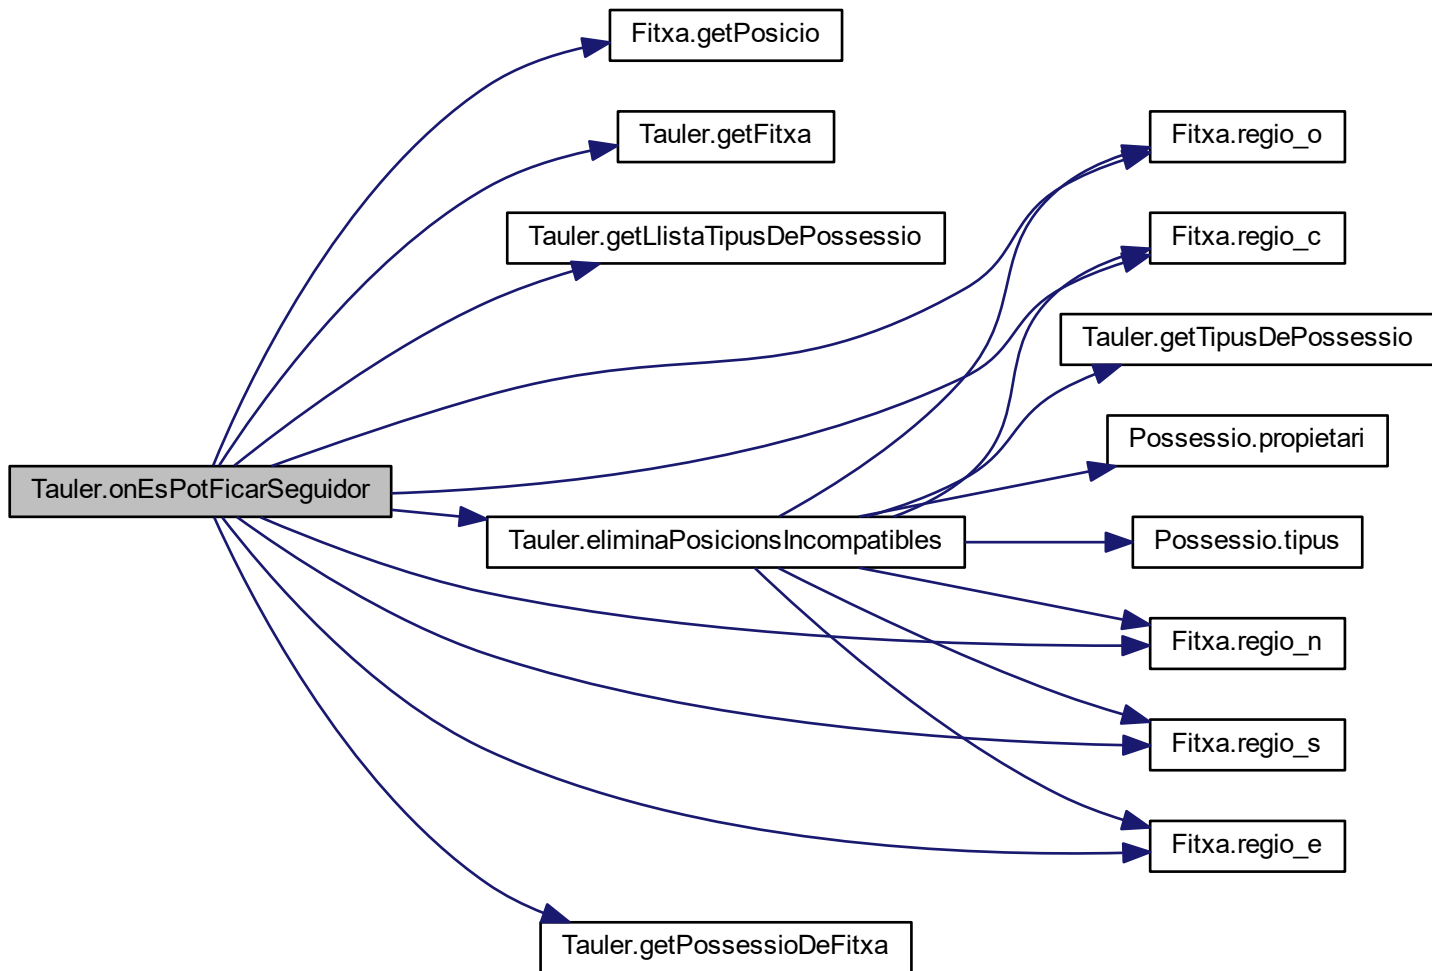 Fitxa.getPosicio
Tauler.getFitxa
Fitxa.regio_o
Tauler.getLlistaTipusDePossessio
Fitxa.regio_c
Tauler.getTipusDePossessio
Possessio.propietari
Tauler.onEsPotFicarSeguidor
Tauler.eliminaPosicionsIncompatibles
Possessio.tipus
Fitxa.regio_n
Fitxa.regio_s
Fitxa.regio_e
Tauler.getPossessioDeFitxa